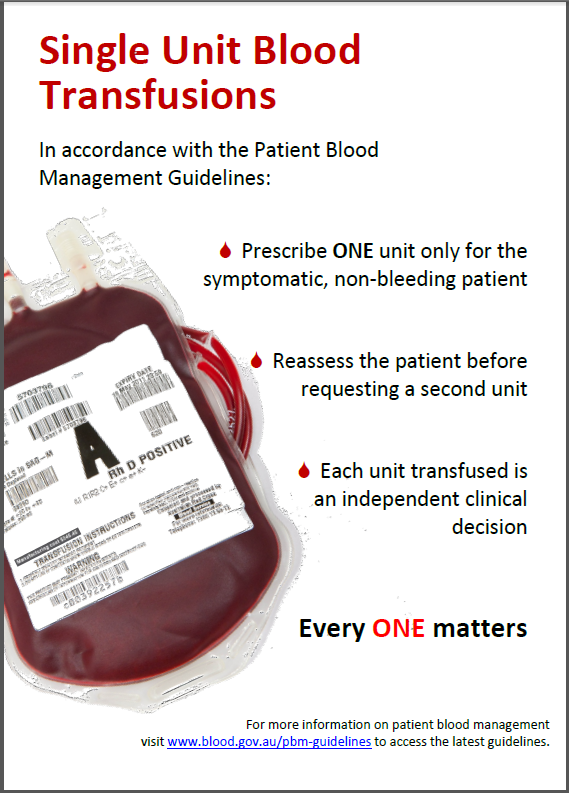 Single Unit Blood
Transfusions
In accordance with the Patient Blood
Management Guidelines:
Prescribe ONE unit only for the
symptomatic, non-bleeding patient
Reassess the patient before
requesting a second unit
Each unit transfused is
an independent clinical
decision
Every ONE matters
5703796
EXPIRY DATE
A
Rh D POSITIVE
TRANSFUSION INSTRUCTIONS
WARNING
For more information on patient blood management
visit www.blood.gov.au/pbm-guidelines to access the latest guidelines.